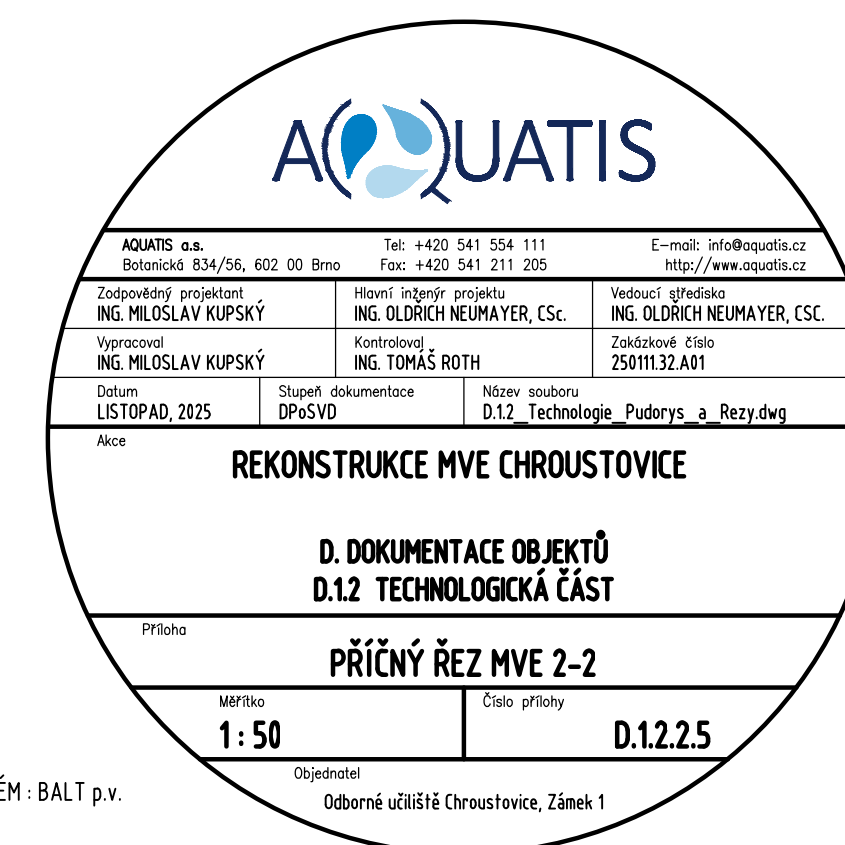 AQUATIS
AQUATIS a.s. Tel: +420 541 554 111 E-mail: info@aquatis.cz
Botanická 834/56, 602 00 Brno Fax: +420 541 211 205 http://www.aquatis.cz
Zodpovědný projektant Hlavní inženýr projektu Vedoucí střediska
ING. MILOSLAV KUPSKÝ ING. OLDŘICH NEUMAYER, CSc. ING. OLDŘICH NEUMAYER, CSC.
Vypracoval Kontroloval Zakázkové číslo
ING. MILOSLAV KUPSKÝ ING. TOMÁŠ ROTH 250111.32.A01
Datum Stupeň dokumentace Název souboru
LISTOPAD, 2025 DPoSVD D.1.2_Technologie_Pudorys_a_Rezy.dwg
Akce
REKONSTRUKCE MVE CHROUSTOVICE
D. DOKUMENTACE OBJEKTŮ
D.1.2 TECHNOLOGICKÁ ČÁST
Příloha
PŘÍČNÝ ŘEZ MVE 2-2
Měřítko Číslo přílohy
1 : 50 D.1.2.2.5
Objednatel
ÉM : BALT p.v.
Odborné učiliště Chroustovice, Zámek 1